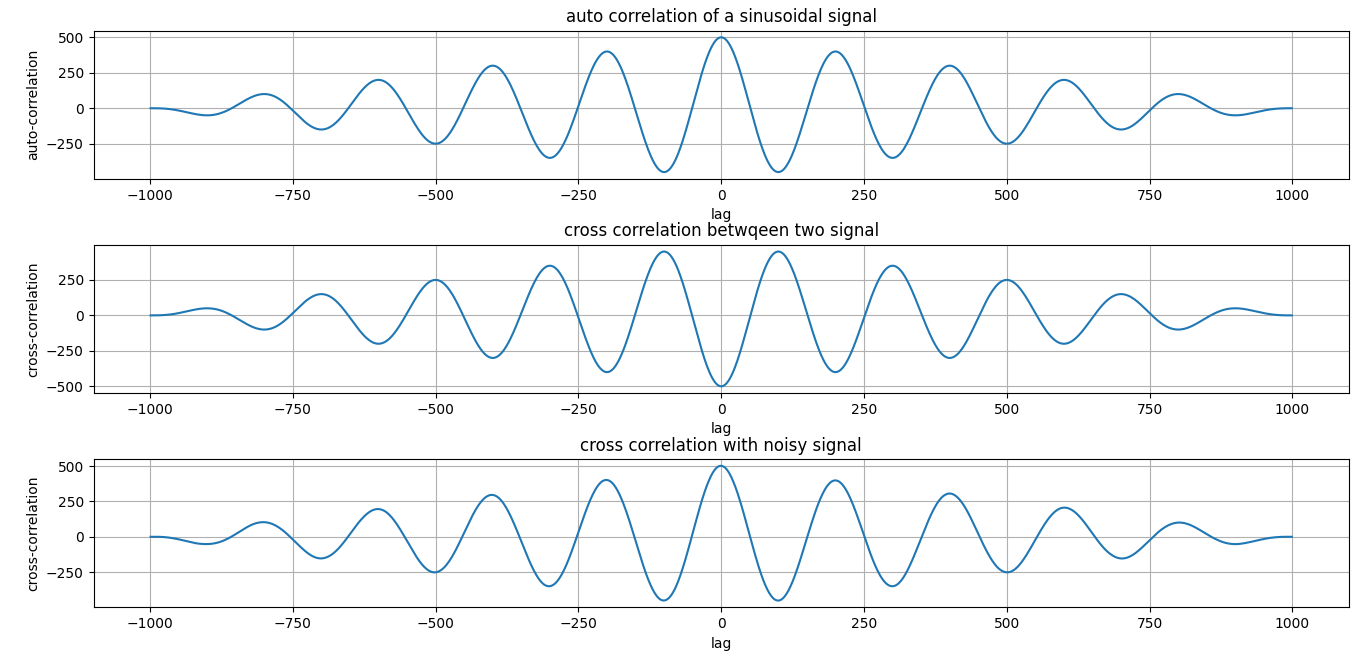 auto correlation of a sinusoidal signal
500
250
0
−250
auto-correlation
−1000 −750 −500 −250 0 250 500 750 1000
lag
cross correlation betwqeen two signal
250
0
−250
−500
cross-correlation
−1000 −750 −500 −250 0 250 500 750 1000
lag
cross correlation with noisy signal
500
250
0
−250
cross-correlation
−1000 −750 −500 −250 0 250 500 750 1000
lag